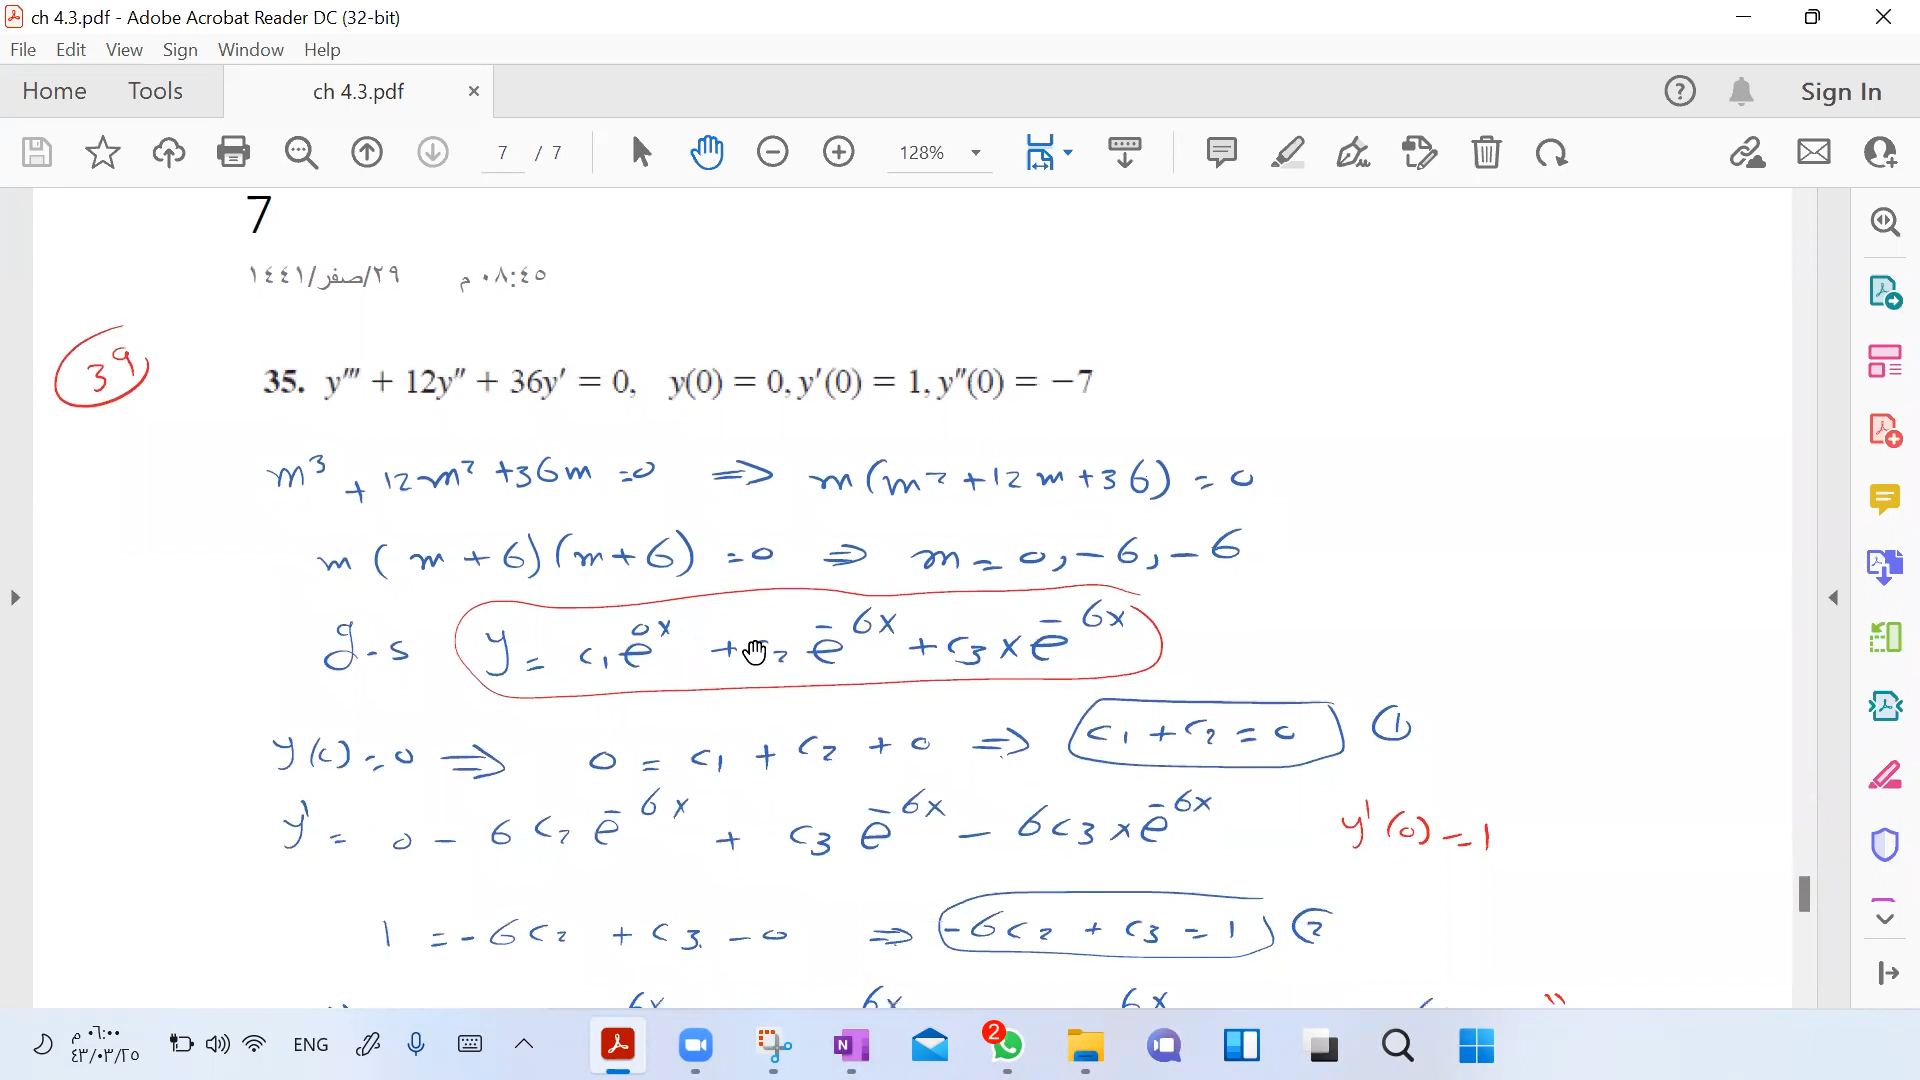 ch 4.3.pdf - Adobe Acrobat Reader DC (32-bit)
File Edit View Sign Window Help
Home Tools ch 4.3.pdf × Sign In
7 / 7 128%
7
٢٩/صفر/١٤٤١ ٠٨:٤٥ م
39
35. y''' + 12y'' + 36y' = 0, y(0) = 0, y'(0) = 1, y''(0) = −7
m³ + 12m² + 36m = 0 ⇒ m(m² + 12m + 36) = 0
m(m + 6)(m + 6) = 0 ⇒ m = 0, -6, -6
g-s y = c₁e^0x + c₂e^-6x + c₃xe^-6x
y(0) = 0 ⇒ 0 = c₁ + c₂ + 0 ⇒ c₁ + c₂ = 0 ①
y' = 0 - 6c₂e^-6x + c₃e^-6x - 6c₃xe^-6x y'(0) = 1
1 = -6c₂ + c₃ - 0 ⇒ -6c₂ + c₃ = 1 ②
6x 6x 6x
٠٦:٠٠ م
ENG 2
٤٣/٠٣/٢٥